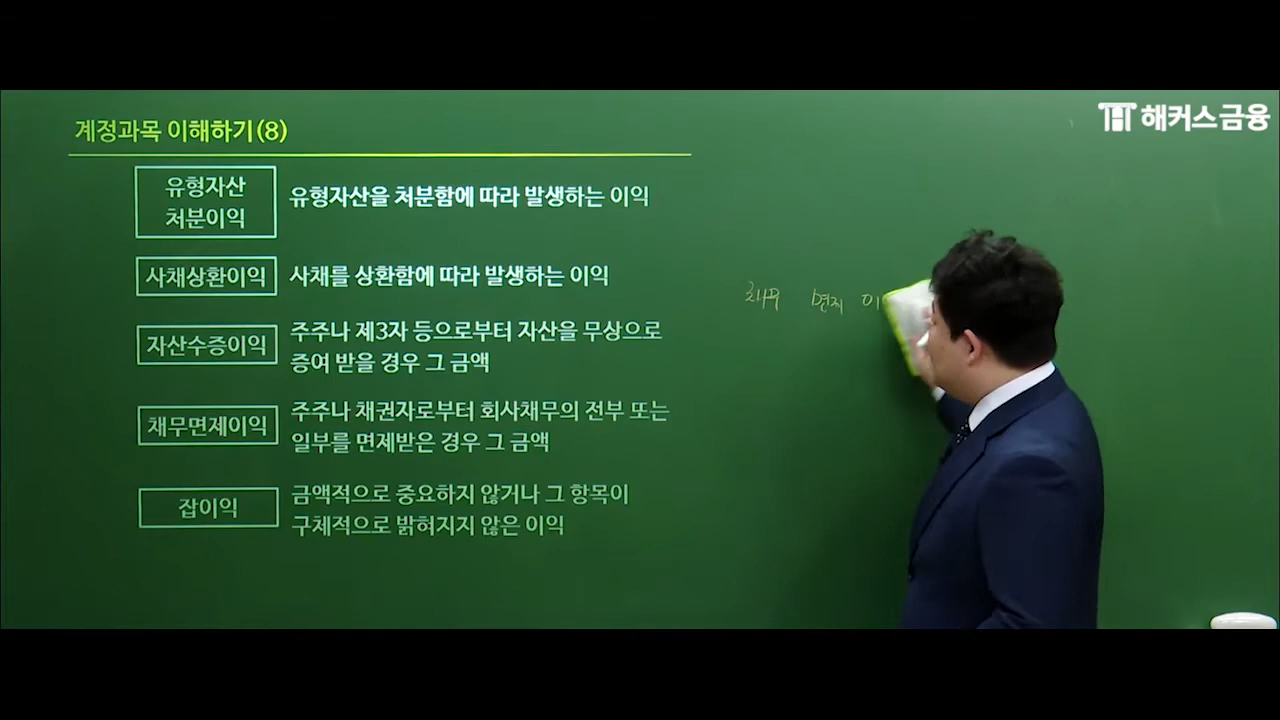 해커스금융
계정과목 이해하기(8)
유형자산
처분이익
유형자산을 처분함에 따라 발생하는 이익
사채상환이익
사채를 상환함에 따라 발생하는 이익
자산수증이익
주주나 제3자 등으로부터 자산을 무상으로
증여 받을 경우 그 금액
채무면제이익
주주나 채권자로부터 회사채무의 전부 또는
일부를 면제받은 경우 그 금액
잡이익
금액적으로 중요하지 않거나 그 항목이
구체적으로 밝혀지지 않은 이익
채무 면제 이